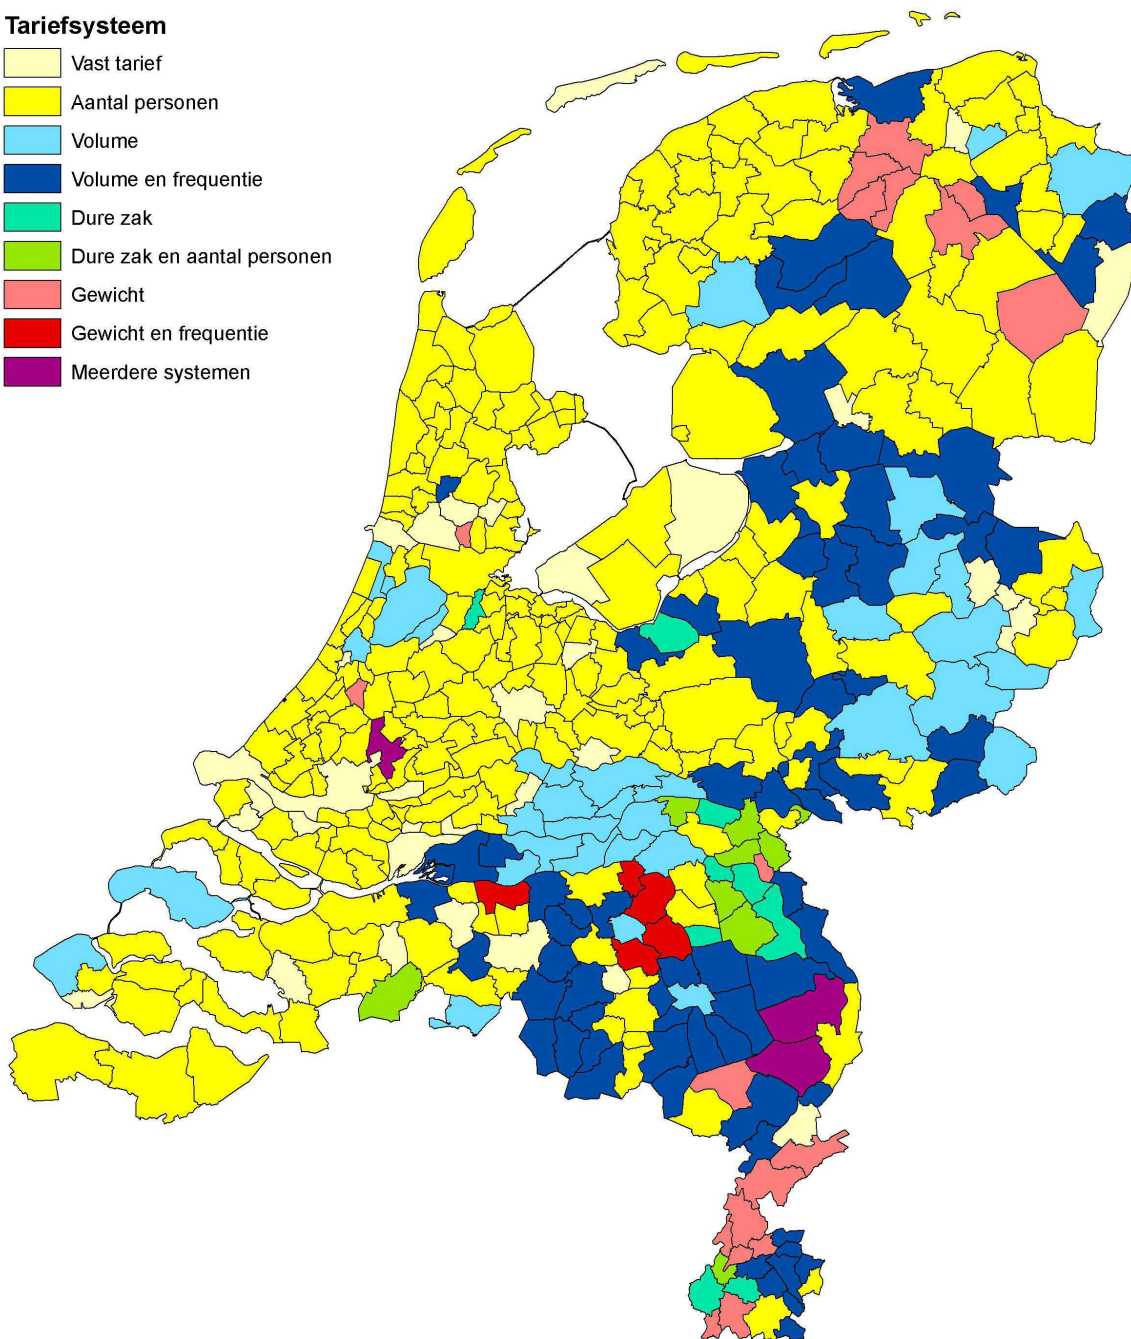 Tariefsysteem
Vast tarief
Aantal personen
Volume
Volume en frequentie
Dure zak
Dure zak en aantal personen
Gewicht
Gewicht en frequentie
Meerdere systemen